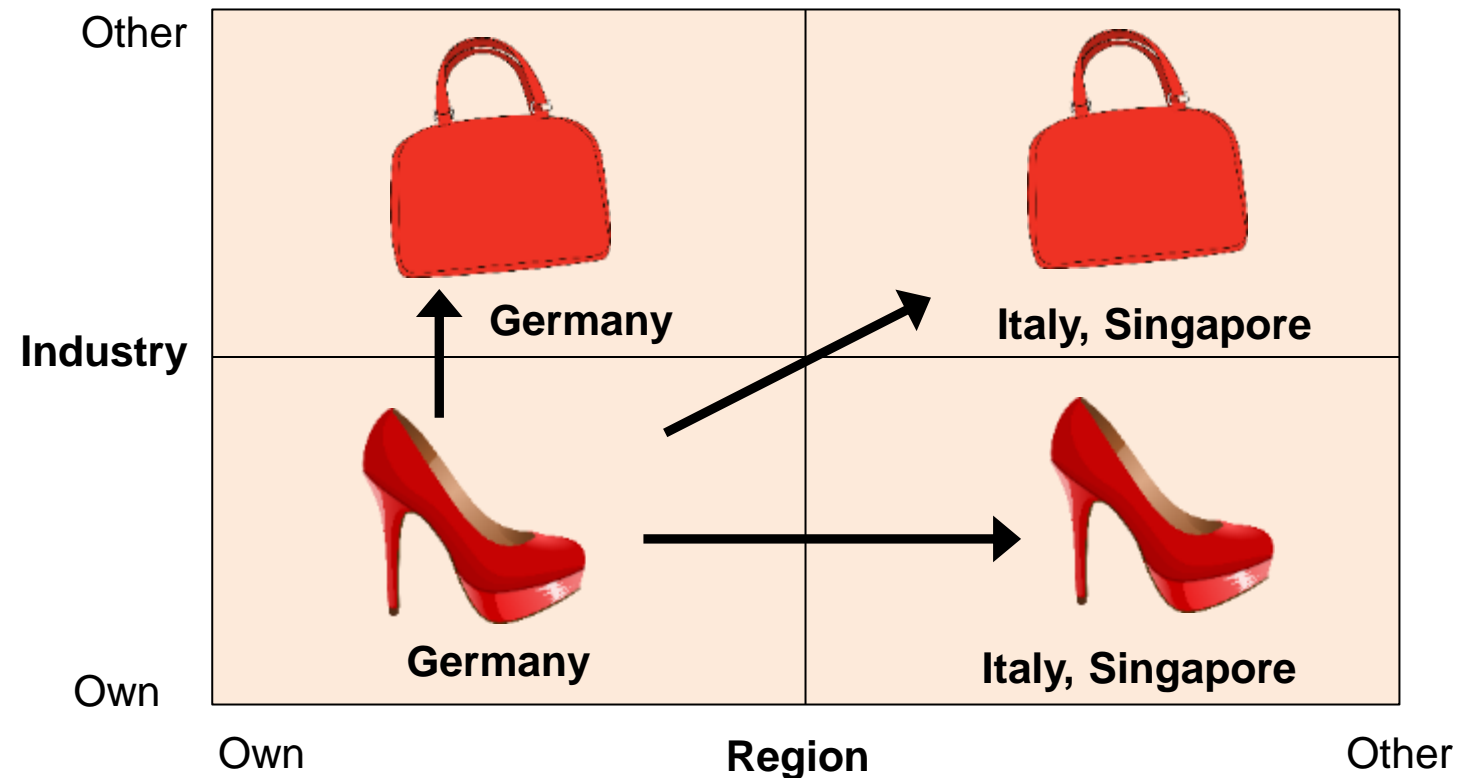 Other
Germany
Italy, Singapore
Industry
Germany
Italy, Singapore
Own
Own
Region
Other